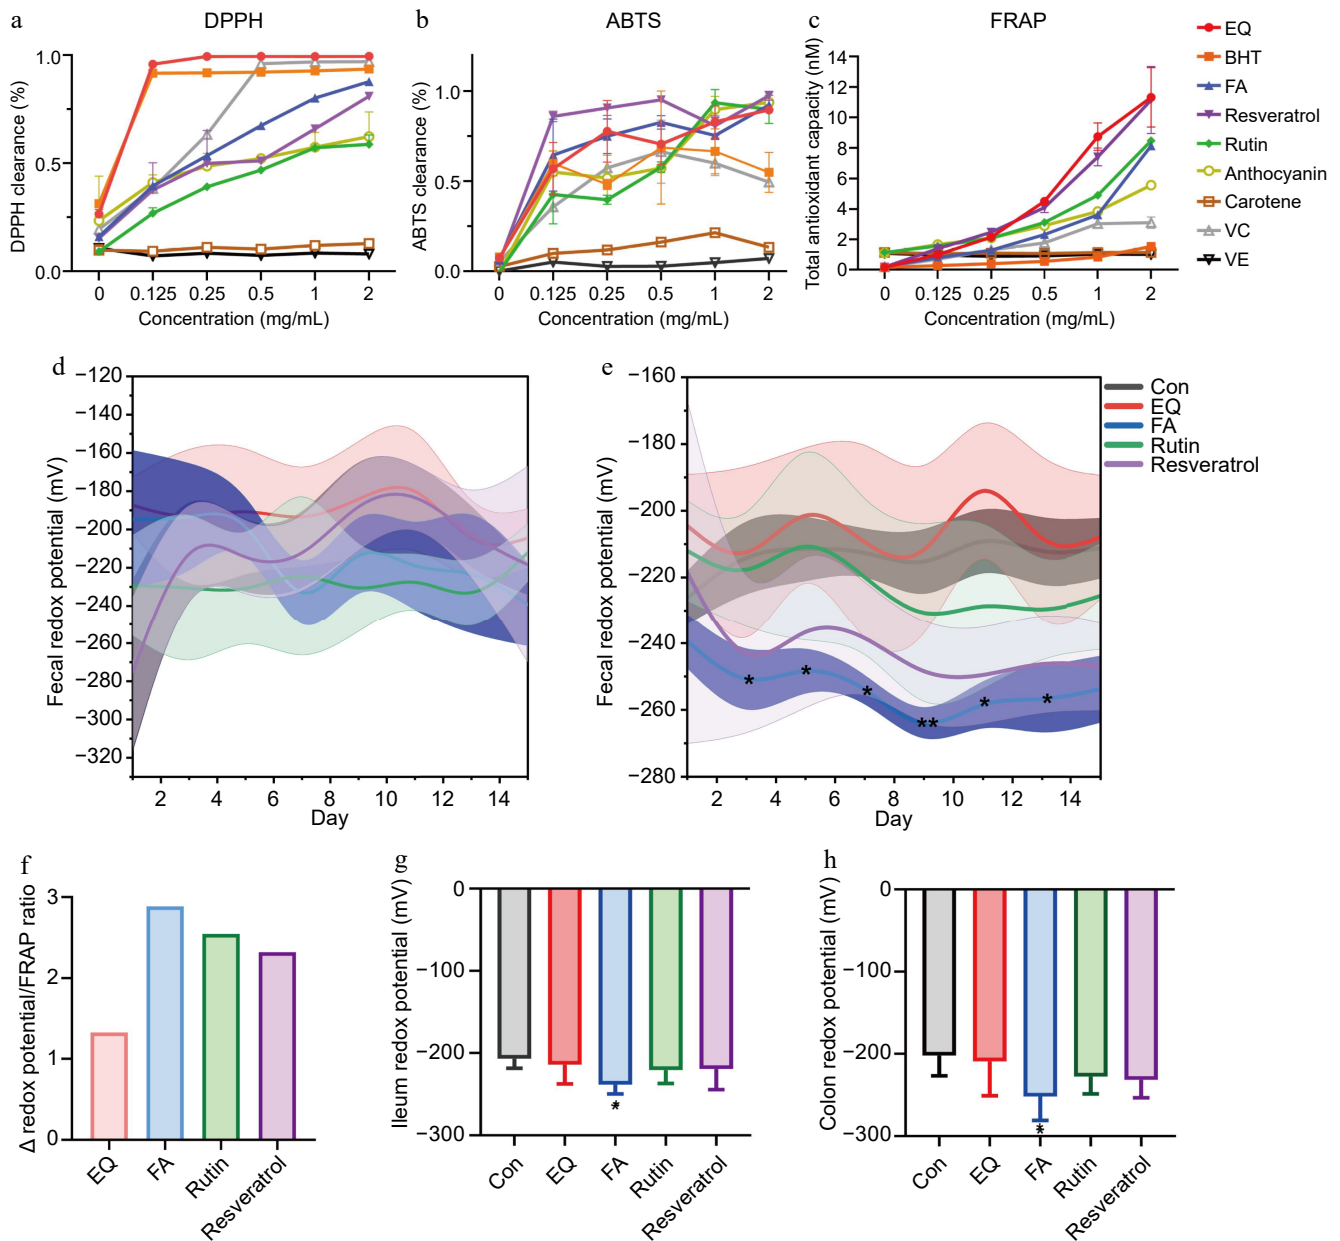 a
DPPH
b
ABTS
c
FRAP
DPPH clearance (%)
1.0
0.5
0.0
0
0.125
0.25
0.5
1
2
Concentration (mg/mL)
ABTS clearance (%)
1.0
0.5
0.0
0
0.125
0.25
0.5
1
2
Concentration (mg/mL)
Total antioxidant capacity (nM)
14
12
10
8
6
4
2
0
0
0.125
0.25
0.5
1
2
Concentration (mg/mL)
EQ
BHT
FA
Resveratrol
Rutin
Anthocyanin
Carotene
VC
VE
d
Fecal redox potential (mV)
−120
−140
−160
−180
−200
−220
−240
−260
−280
−300
−320
2
4
6
8
10
12
14
Day
e
Fecal redox potential (mV)
−160
−180
−200
−220
−240
−260
−280
*
*
*
**
*
*
2
4
6
8
10
12
14
Day
Con
EQ
FA
Rutin
Resveratrol
f
Δ redox potential/FRAP ratio
3
2
1
0
EQ
FA
Rutin
Resveratrol
g
Ileum redox potential (mV)
0
−100
−200
−300
*
Con
EQ
FA
Rutin
Resveratrol
h
Colon redox potential (mV)
0
−100
−200
−300
*
Con
EQ
FA
Rutin
Resveratrol